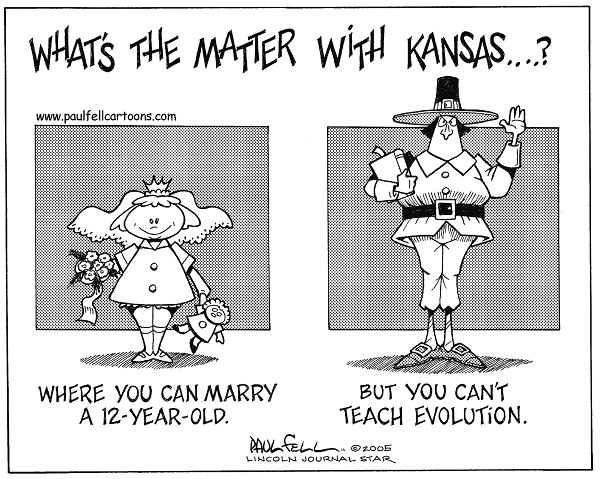 WHAT'S THE MATTER WITH KANSAS....?
www.paulfellcartoons.com
WHERE YOU CAN MARRY
A 12-YEAR-OLD.
BUT YOU CAN'T
TEACH EVOLUTION.
PAUL FELL ©2005
LINCOLN JOURNAL STAR